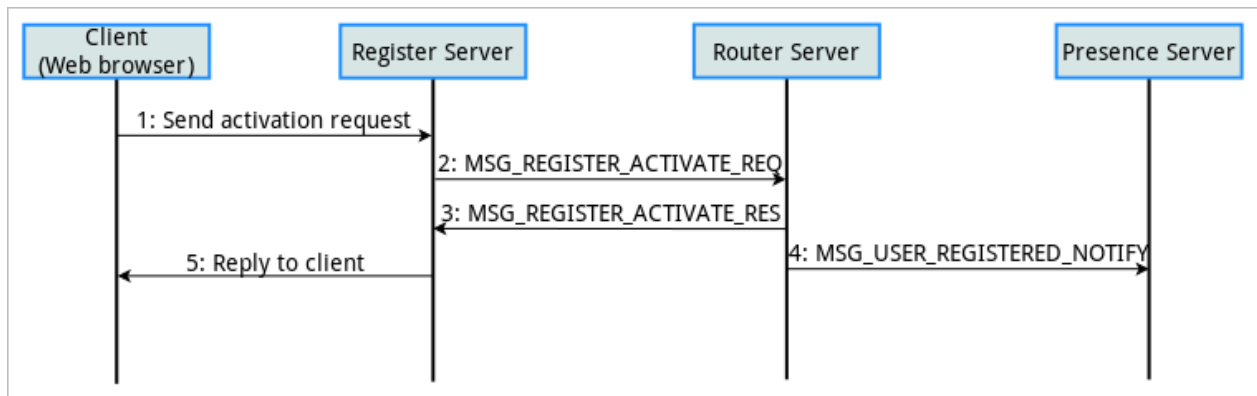 Client
(Web browser)
Register Server
Router Server
Presence Server
1: Send activation request
2: MSG_REGISTER_ACTIVATE_REQ
3: MSG_REGISTER_ACTIVATE_RES
4: MSG_USER_REGISTERED_NOTIFY
5: Reply to client